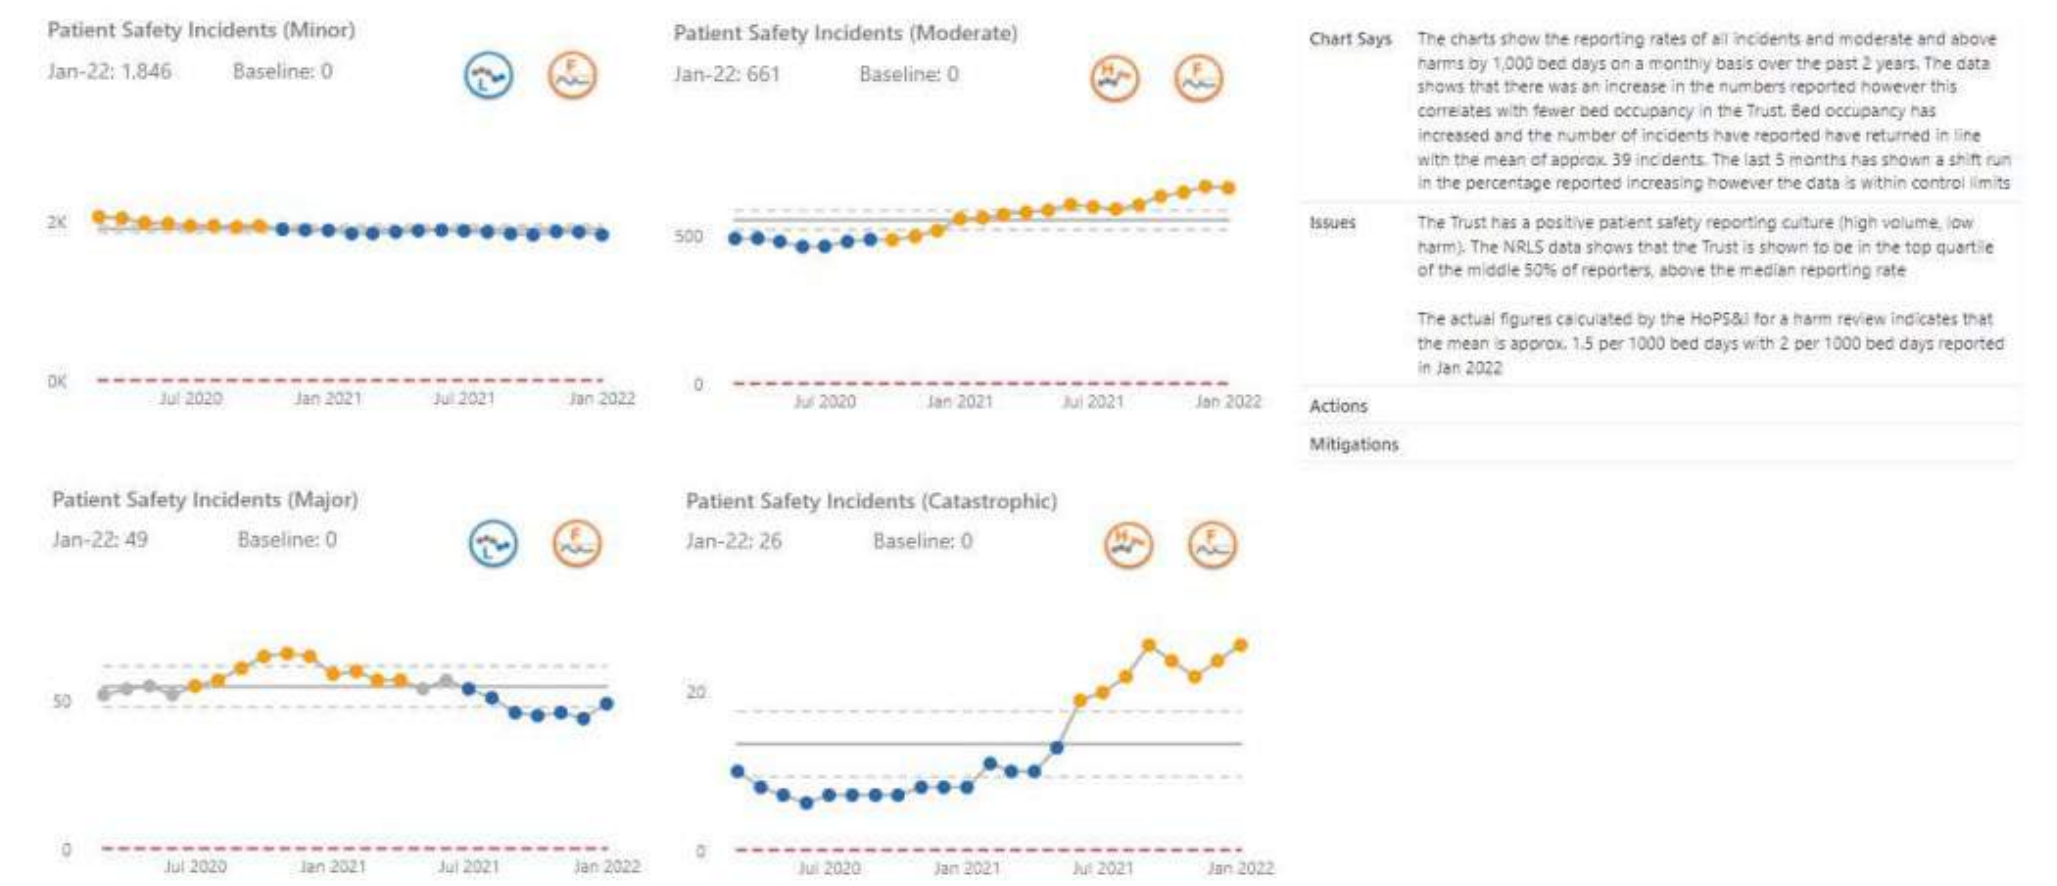 Patient Safety Incidents (Minor)
Jan-22: 1,846 Baseline: 0
L F
2K
0K
Jul 2020 Jan 2021 Jul 2021 Jan 2022
Patient Safety Incidents (Moderate)
Jan-22: 661 Baseline: 0
H F
500
0
Jul 2020 Jan 2021 Jul 2021 Jan 2022
Chart Says
The charts show the reporting rates of all incidents and moderate and above
harms by 1,000 bed days on a monthly basis over the past 2 years. The data
shows that there was an increase in the numbers reported however this
correlates with fewer bed occupancy in the Trust. Bed occupancy has
increased and the number of incidents have reported have returned in line
with the mean of approx. 39 incidents. The last 5 months has shown a shift run
in the percentage reported increasing however the data is within control limits
Issues
The Trust has a positive patient safety reporting culture (high volume, low
harm). The NRLS data shows that the Trust is shown to be in the top quartile
of the middle 50% of reporters, above the median reporting rate
The actual figures calculated by the HoPS&I for a harm review indicates that
the mean is approx. 1.5 per 1000 bed days with 2 per 1000 bed days reported
in Jan 2022
Actions
Mitigations
Patient Safety Incidents (Major)
Jan-22: 49 Baseline: 0
L F
50
0
Jul 2020 Jan 2021 Jul 2021 Jan 2022
Patient Safety Incidents (Catastrophic)
Jan-22: 26 Baseline: 0
H F
20
0
Jul 2020 Jan 2021 Jul 2021 Jan 2022